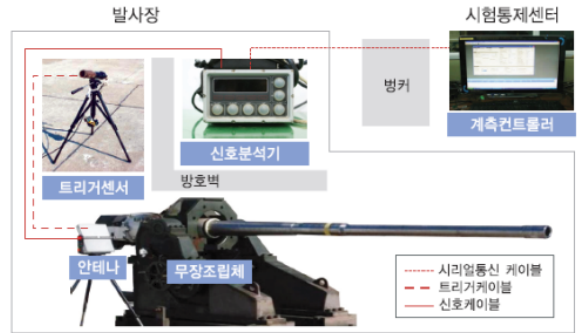 발사장
시험통제센터
벙커
계측컨트롤러
신호분석기
트리거센서
방호벽
안테나
무장조립체
시리얼통신 케이블
트리거케이블
신호케이블